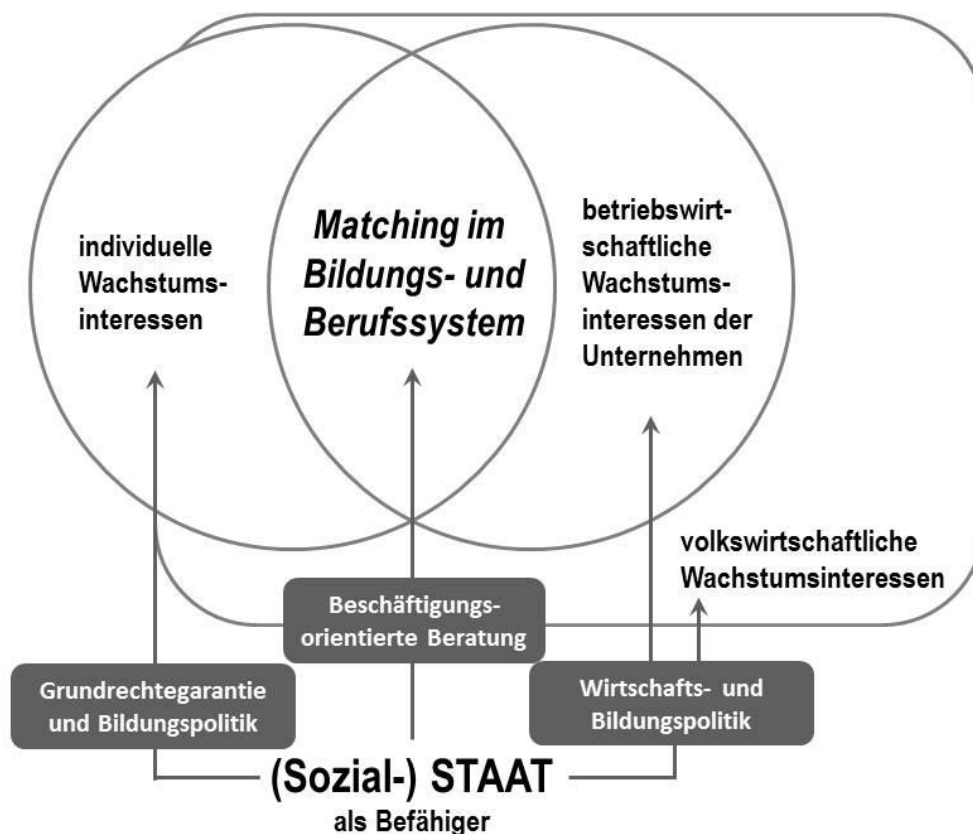 individuelle
Wachstums-
interessen
Matching im
Bildungs- und
Berufssystem
betriebswirt-
schaftliche
Wachstums-
interessen der
Unternehmen
volkswirtschaftliche
Wachstumsinteressen
Beschäftigungs-
orientierte Beratung
Grundrechtegarantie
und Bildungspolitik
Wirtschafts- und
Bildungspolitik
(Sozial-) STAAT
als Befähiger